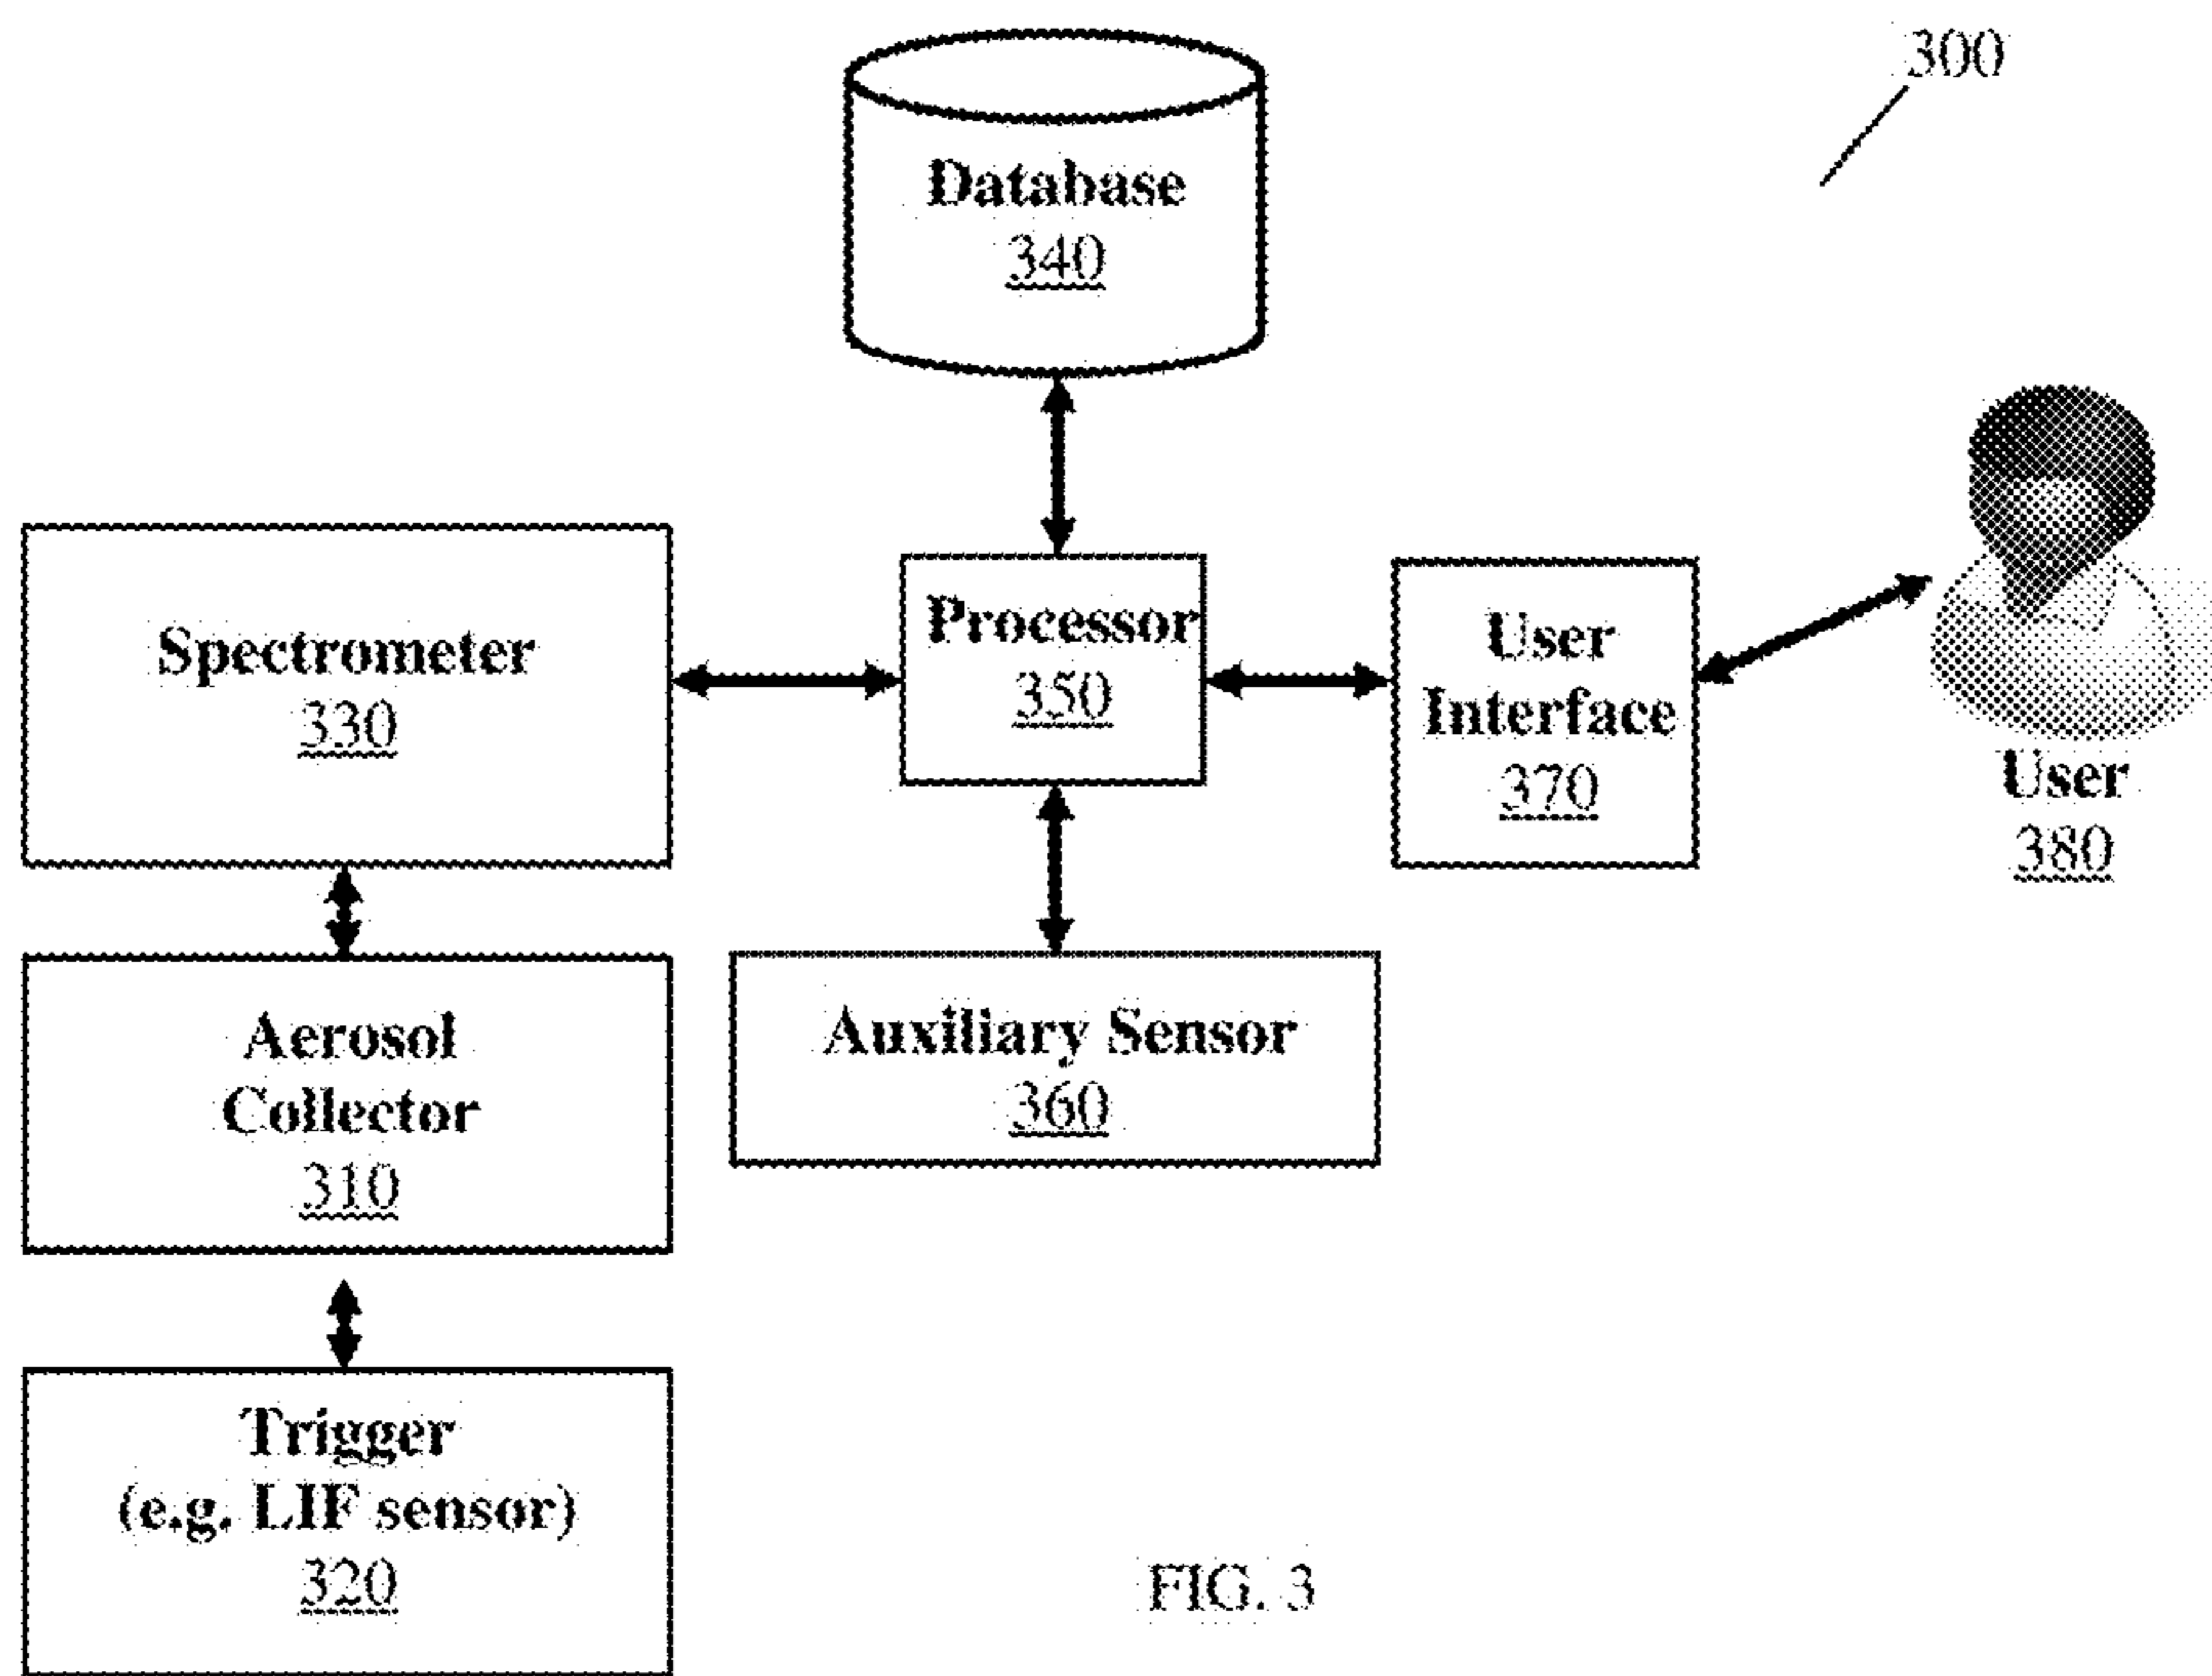 300
Database
340
Spectrometer
330
Processor
350
User
Interface
370
User
380
Aerosol
Collector
310
Auxiliary Sensor
360
Trigger
(e.g. LIF sensor)
320
FIG. 3